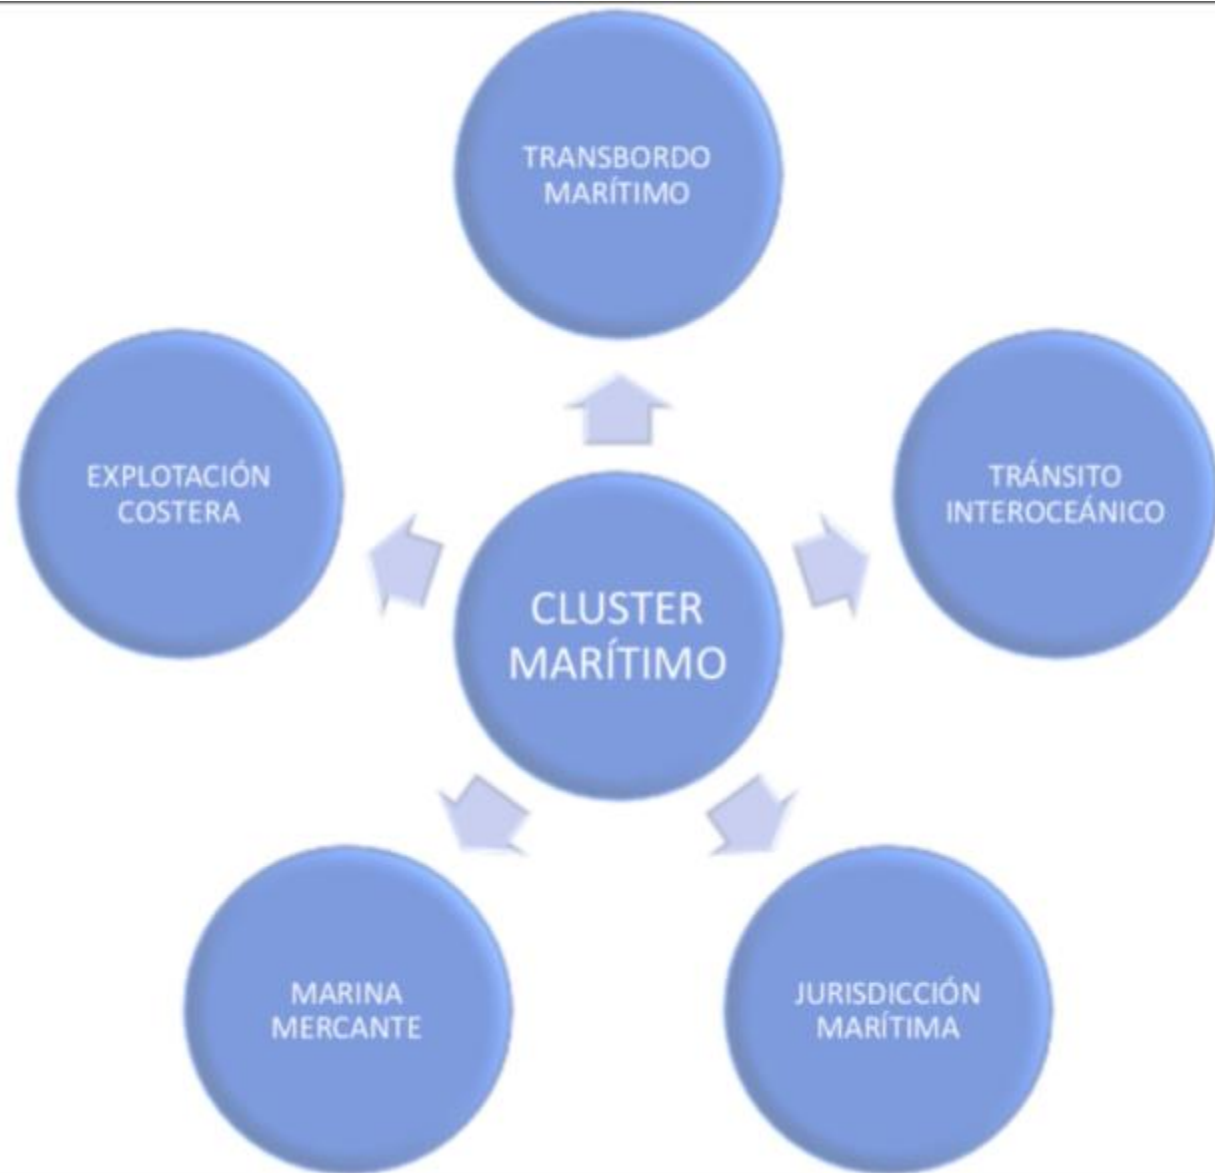 TRANSBORDO
MARÍTIMO
EXPLOTACIÓN
COSTERA
TRÁNSITO
INTEROCEÁNICO
CLUSTER
MARÍTIMO
MARINA
MERCANTE
JURISDICCIÓN
MARÍTIMA